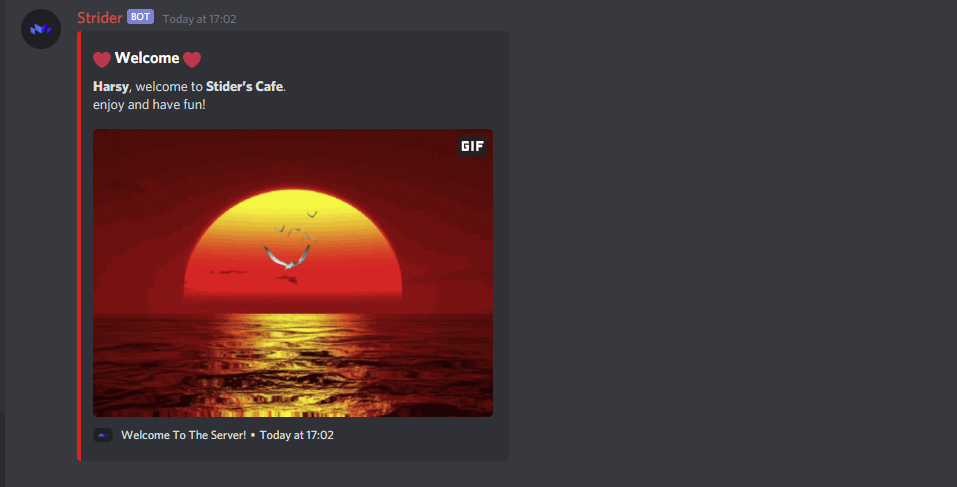 Strider BOT Today at 17:02
Welcome
Harsy, welcome to Stider's Cafe.
enjoy and have fun!
GIF
Welcome To The Server! • Today at 17:02